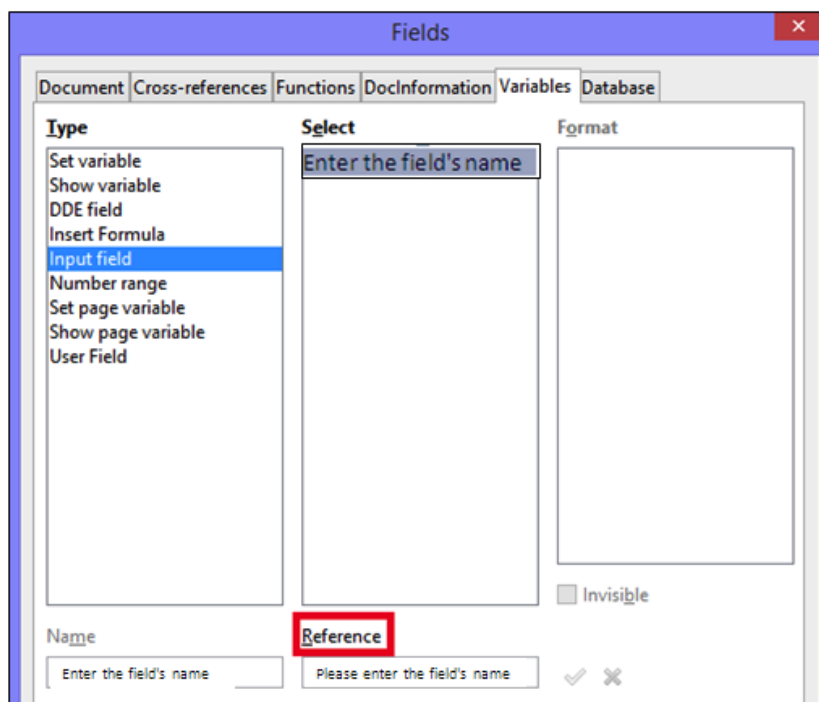 Fields
Document Cross-references Functions DocInformation Variables Database
Type Select Format
Set variable
Show variable
DDE field
Insert Formula
Input field
Number range
Set page variable
Show page variable
User Field
Enter the field's name
Invisible
Name Reference
Enter the field's name Please enter the field's name